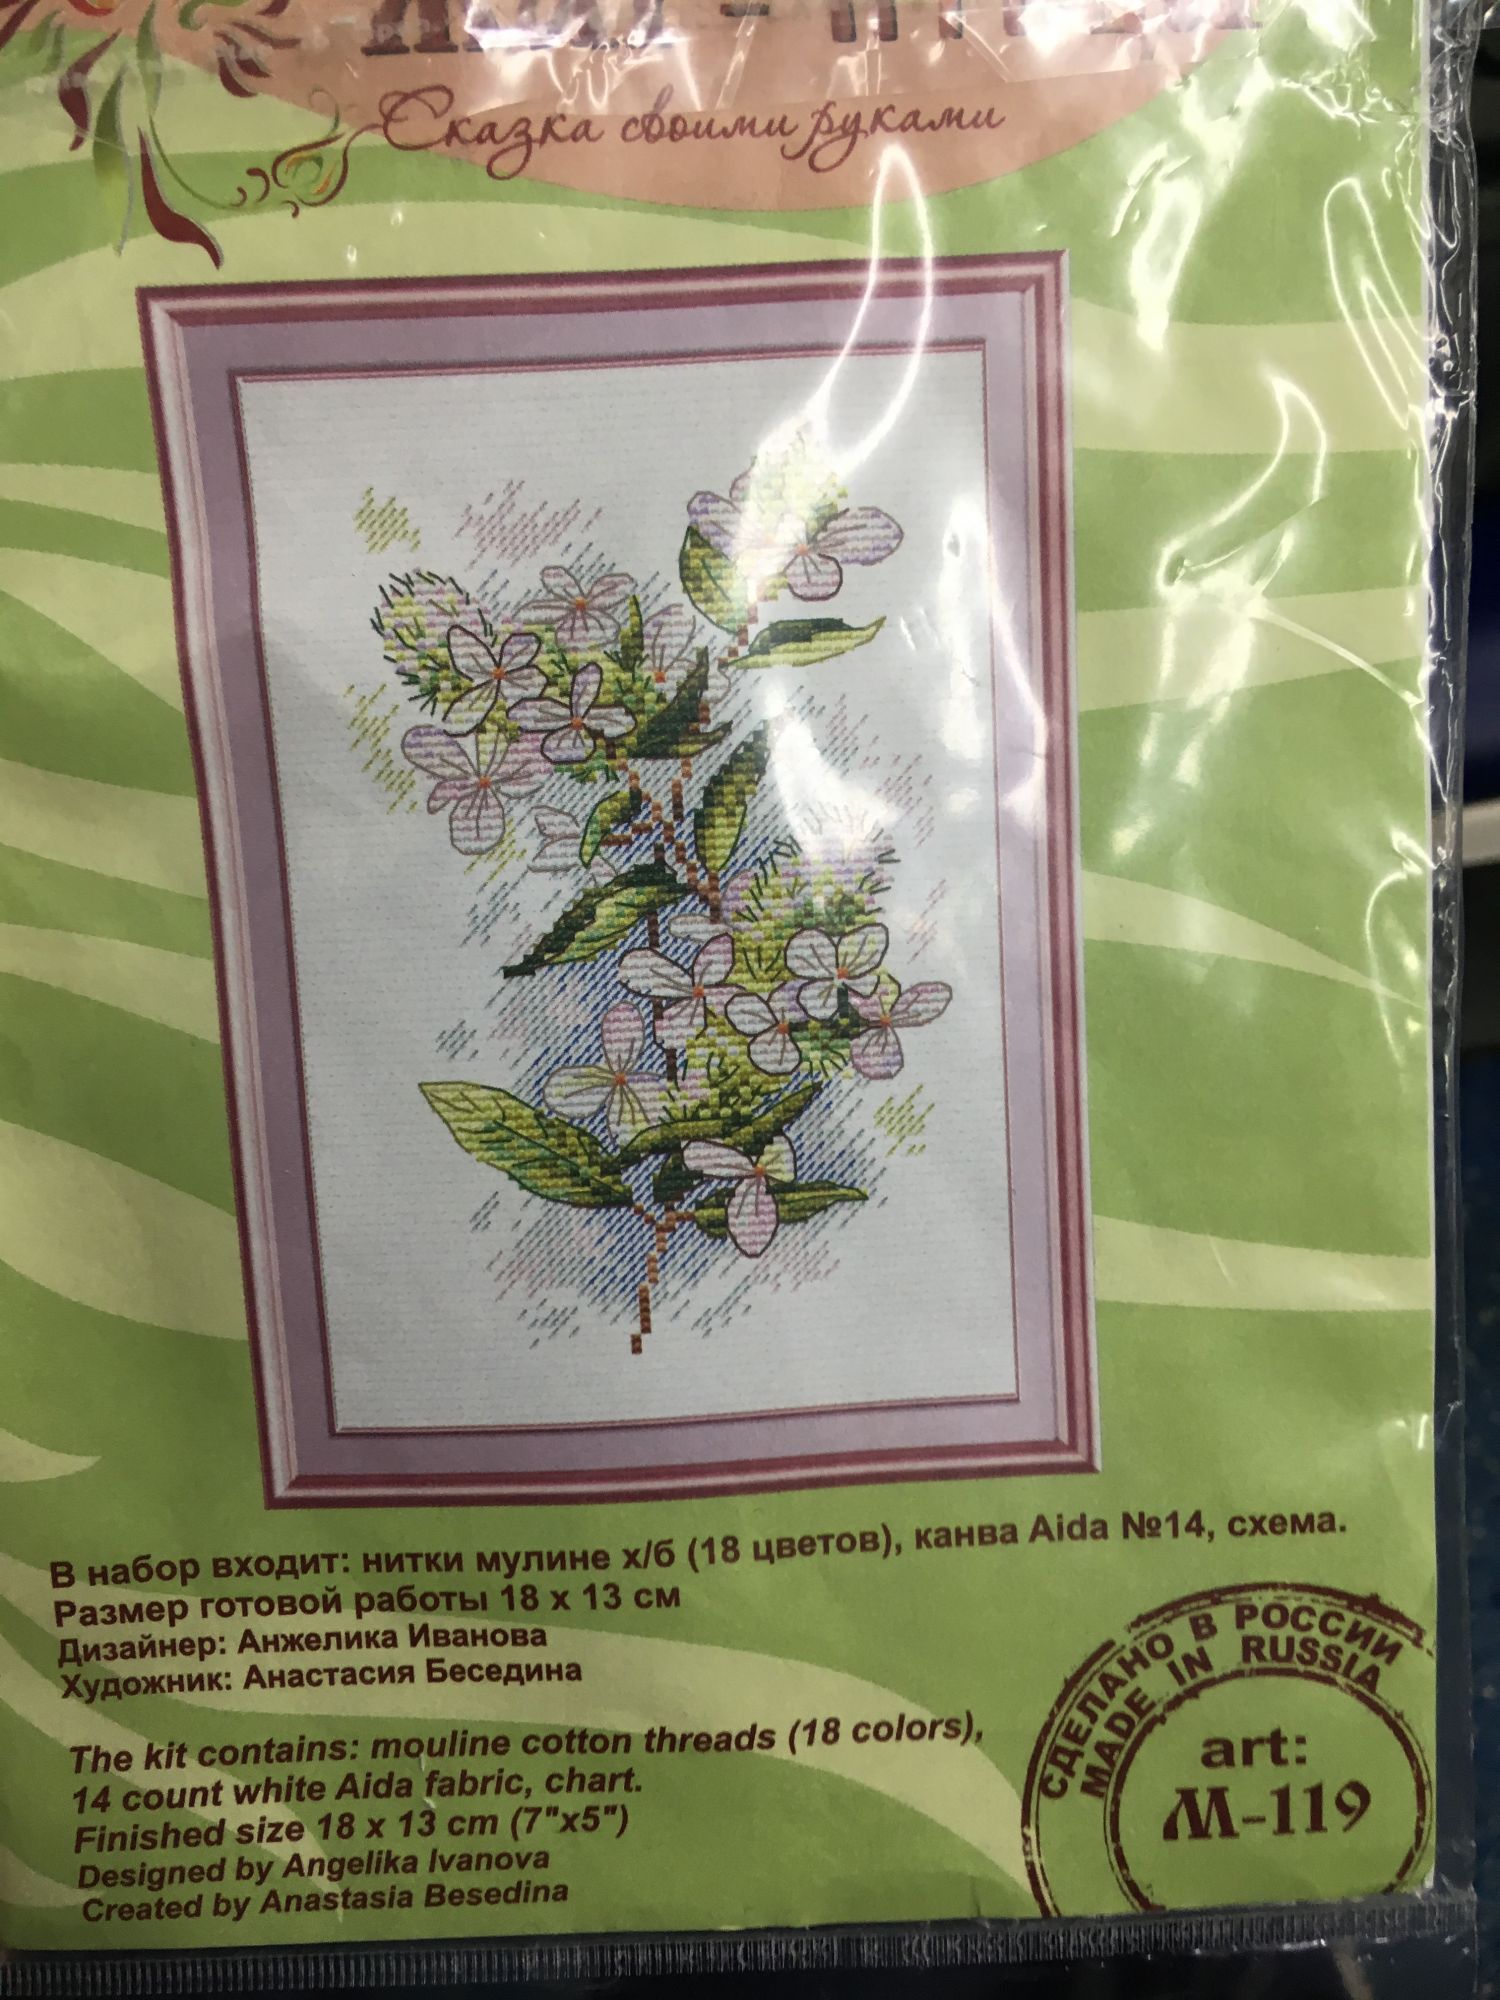 Сказка своими руками
В набор входит: нитки мулине х/б (18 цветов), канва Aida №14, схема.
Размер готовой работы 18 х 13 см
Дизайнер: Анжелика Иванова
Художник: Анастасия Беседина
The kit contains: mouline cotton threads (18 colors),
14 count white Aida fabric, chart.
Finished size 18 x 13 cm (7"x5")
Designed by Angelika Ivanova
Created by Anastasia Besedina
СДЕЛАНО В РОССИИ
MADE IN RUSSIA
art:
М-119